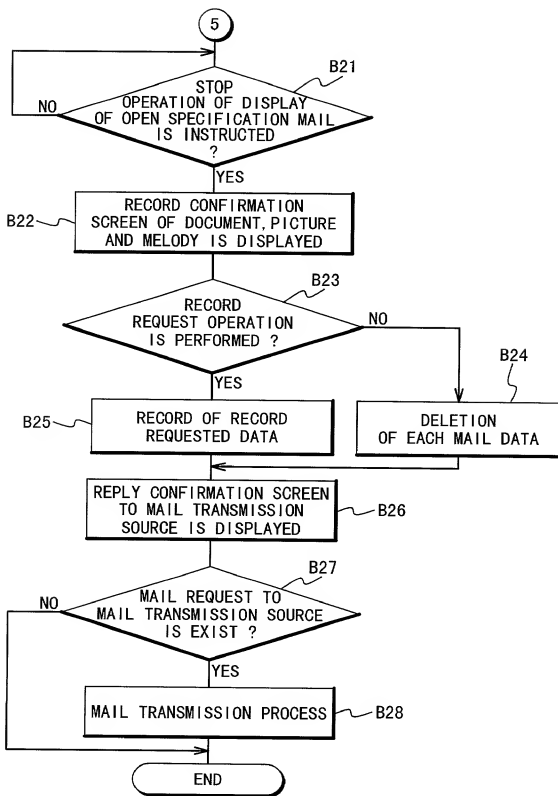 5
B21
STOP
OPERATION OF DISPLAY
OF OPEN SPECIFICATION MAIL
IS INSTRUCTED
?
NO
YES
B22
RECORD CONFIRMATION
SCREEN OF DOCUMENT, PICTURE
AND MELODY IS DISPLAYED
B23
RECORD
REQUEST OPERATION
IS PERFORMED ?
NO
YES
B24
DELETION
OF EACH MAIL DATA
B25
RECORD OF RECORD
REQUESTED DATA
REPLY CONFIRMATION SCREEN
TO MAIL TRANSMISSION
SOURCE IS DISPLAYED
B26
B27
MAIL REQUEST TO
MAIL TRANSMISSION SOURCE
IS EXIST ?
NO
YES
MAIL TRANSMISSION PROCESS
B28
END